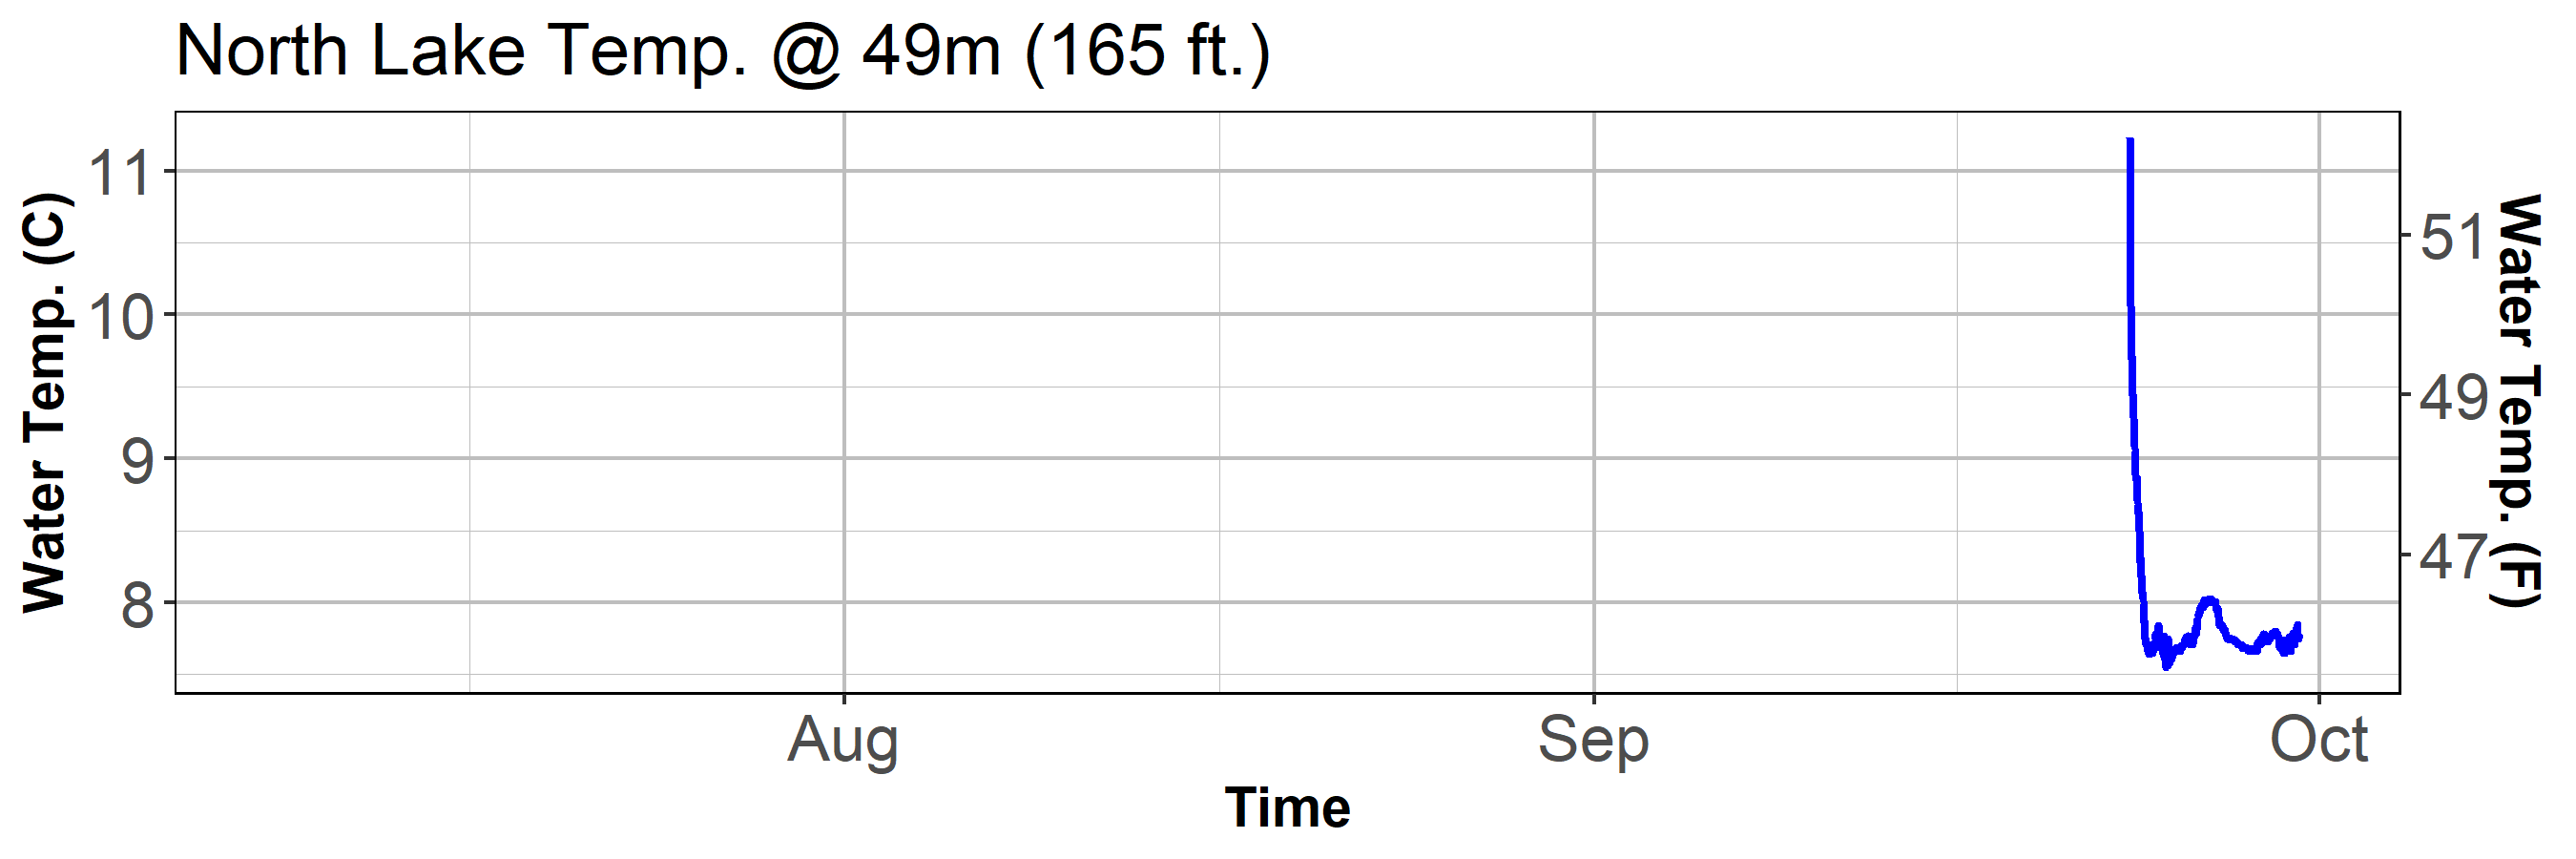 North Lake Temp. @ 49m (165 ft.)
Water Temp. (C)
11
10
9
8
51
49
47
Water Temp. (F)
Aug
Sep
Oct
Time